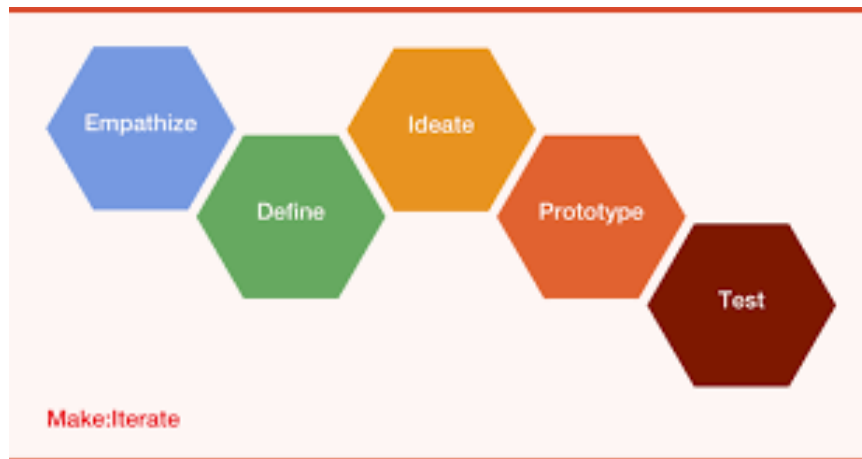 Empathize
Define
Ideate
Prototype
Test
Make:Iterate